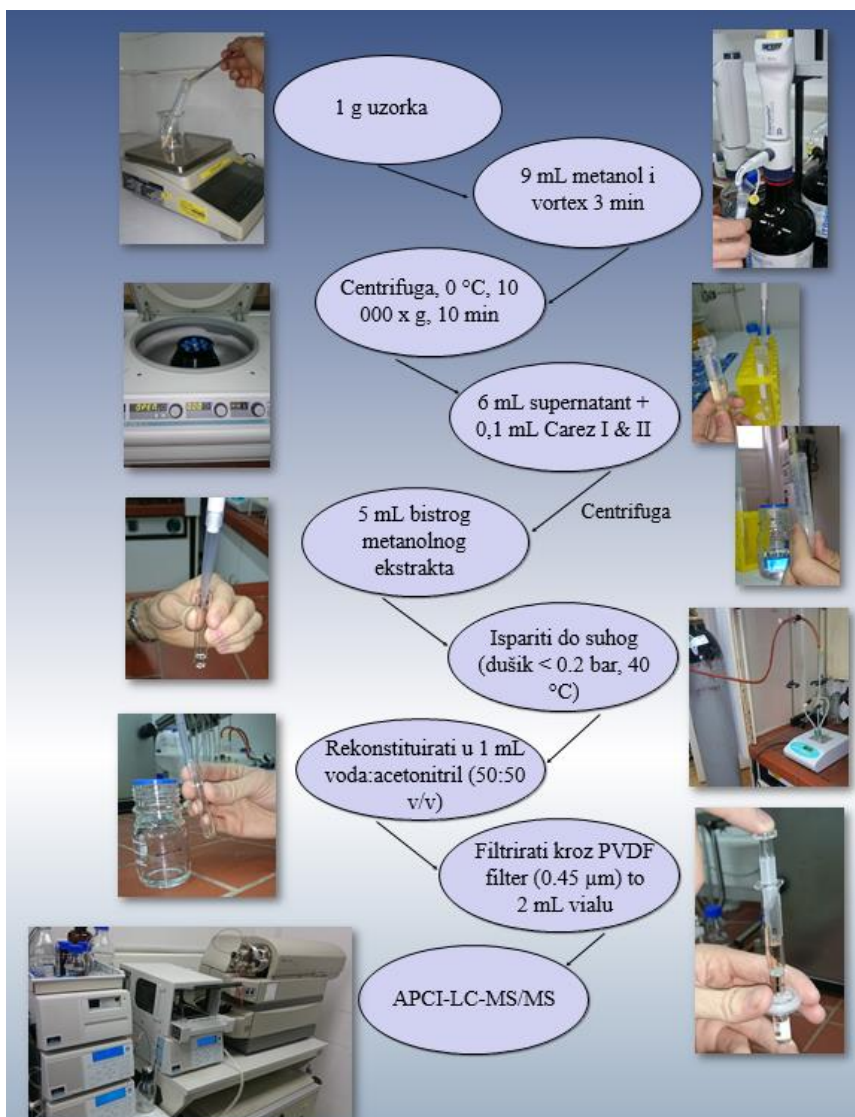 1 g uzorka
9 mL metanol i
vortex 3 min
Centrifuga, 0 °C, 10
000 x g, 10 min
6 mL supernatant +
0,1 mL Carez I & II
Centrifuga
5 mL bistrog
metanolnog
ekstrakta
Ispariti do suhog
(dušik < 0.2 bar, 40
°C)
Rekonstituirati u 1 mL
voda:acetonitril (50:50
v/v)
Filtrirati kroz PVDF
filter (0.45 µm) to
2 mL vialu
APCI-LC-MS/MS